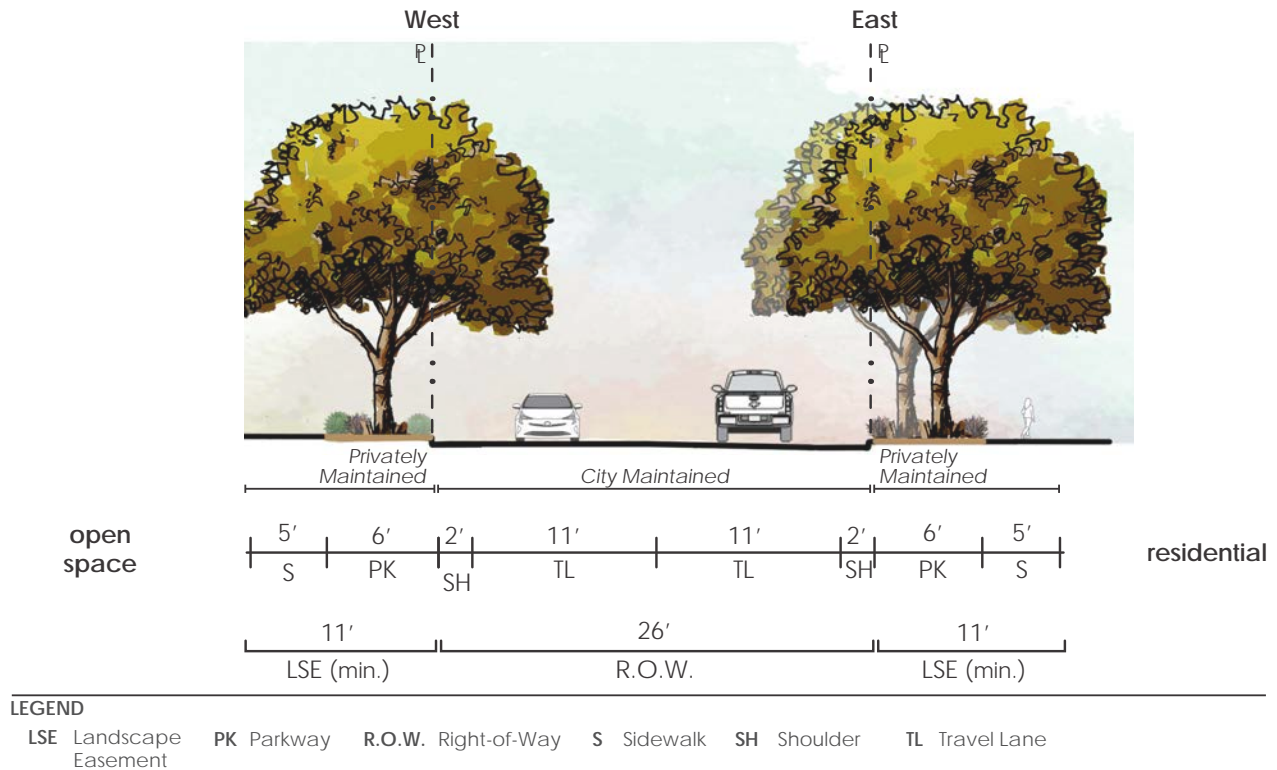 West
East
PL
PL
Privately
Maintained
City Maintained
Privately
Maintained
open
space
residential
5' 6' 2' 11' 11' 2' 6' 5'
S PK SH TL TL SH PK S
11' 26' 11'
LSE (min.) R.O.W. LSE (min.)
LEGEND
LSE Landscape Easement PK Parkway R.O.W. Right-of-Way S Sidewalk SH Shoulder TL Travel Lane